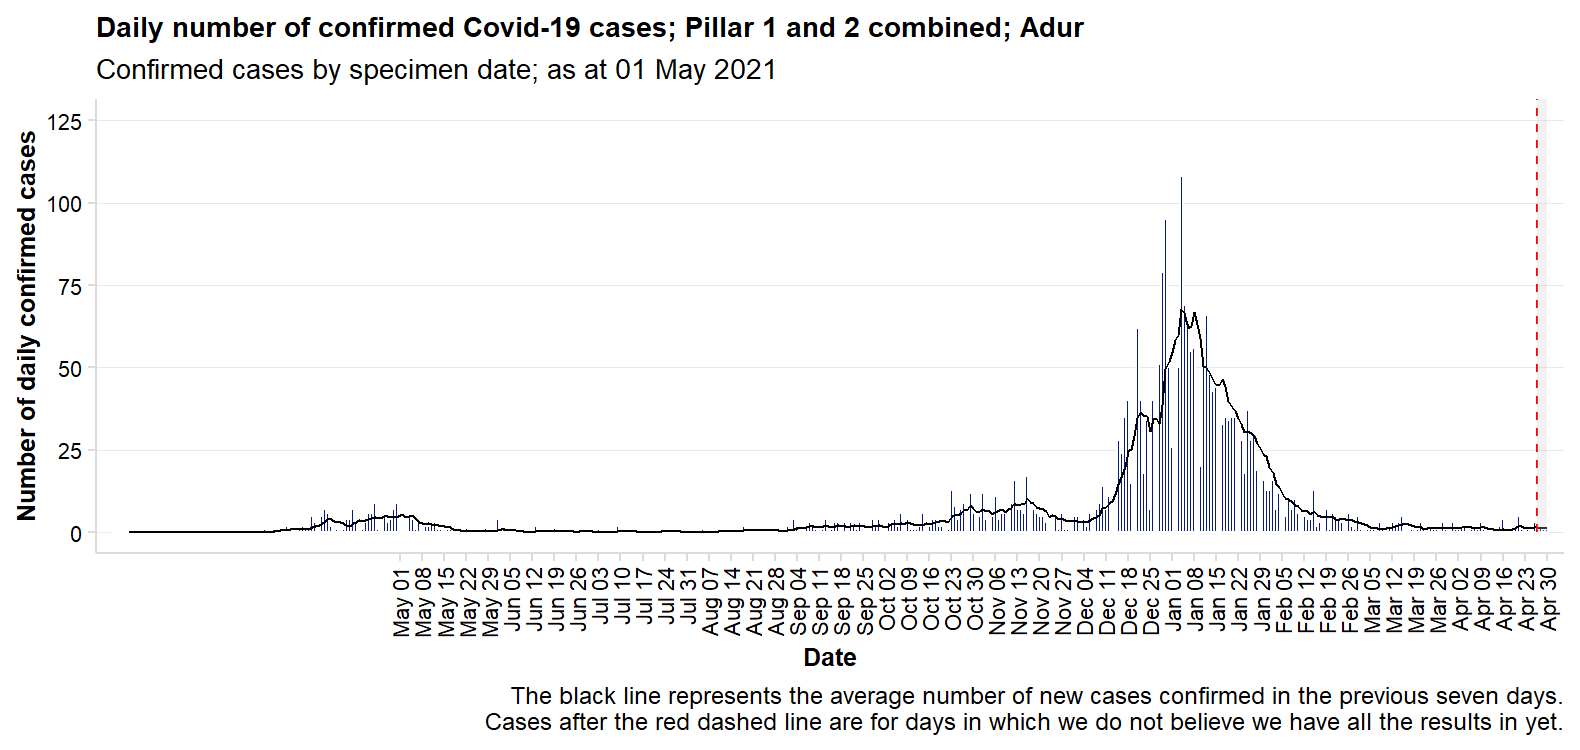 Daily number of confirmed Covid-19 cases; Pillar 1 and 2 combined; Adur
Confirmed cases by specimen date; as at 01 May 2021
Number of daily confirmed cases
125
100
75
50
25
0
May 01
May 08
May 15
May 22
May 29
Jun 05
Jun 12
Jun 19
Jun 26
Jul 03
Jul 10
Jul 17
Jul 24
Jul 31
Aug 07
Aug 14
Aug 21
Aug 28
Sep 04
Sep 11
Sep 18
Sep 25
Oct 02
Oct 09
Oct 16
Oct 23
Oct 30
Nov 06
Nov 13
Nov 20
Nov 27
Dec 04
Dec 11
Dec 18
Dec 25
Jan 01
Jan 08
Jan 15
Jan 22
Jan 29
Feb 05
Feb 12
Feb 19
Feb 26
Mar 05
Mar 12
Mar 19
Mar 26
Apr 02
Apr 09
Apr 16
Apr 23
Apr 30
Date
The black line represents the average number of new cases confirmed in the previous seven days.
Cases after the red dashed line are for days in which we do not believe we have all the results in yet.